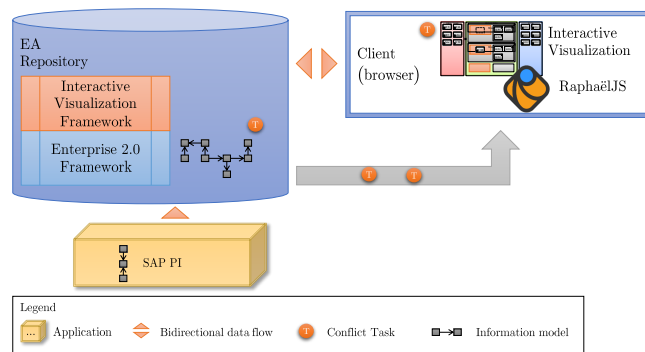 EA
Repository
Interactive
Visualization
Framework
Enterprise 2.0
Framework
T
Client
(browser)
T
Interactive
Visualization
RaphaëlJS
T
T
SAP PI
Legend
...
Application
Bidirectional data flow
T
Conflict Task
Information model